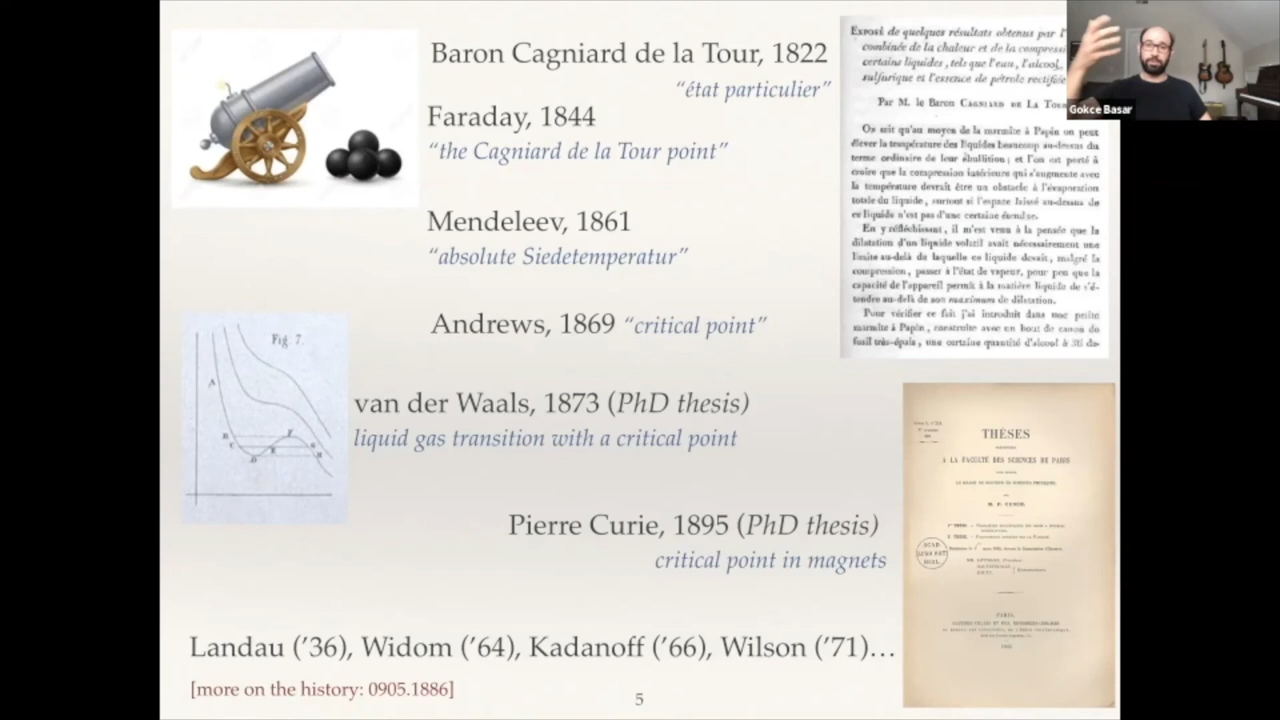 Baron Cagniard de la Tour, 1822
“état particulier”
Faraday, 1844
“the Cagniard de la Tour point”
Mendeleev, 1861
“absolute Siedetemperatur”
Andrews, 1869 “critical point”
van der Waals, 1873 (PhD thesis)
liquid gas transition with a critical point
Pierre Curie, 1895 (PhD thesis)
critical point in magnets
Landau (’36), Widom (’64), Kadanoff (’66), Wilson (’71)…
[more on the history: 0905.1886]
5
Fig. 7.
A
B
C
D
E
F
G
EXPOSÉ de quelques résultats obtenus par l'
combinée de la chaleur et de la compressi
certains liquides, tels que l'eau, l'alcool,
sulfurique et l'essence de pétrole rectifiée
Par M. le Baron CAGNIARD DE LA TOUR
On sait qu'au moyen de la marmite à Papin on peut
élever la température des liquides beaucoup au-dessus du
terme ordinaire de leur ébullition; et l'on est porté à
croire que la compression intérieure qui s'augmente avec
la température devrait être un obstacle à l'évaporation
totale du liquide, surtout si l'espace laissé au-dessus de
ce liquide n'est pas d'une certaine étendue.
En y réfléchissant, il m'est venu à la pensée que la
dilatation d'un liquide volatil avait nécessairement une
limite au-delà de laquelle ce liquide devait, malgré la
compression, passer à l'état de vapeur, pour peu que la
capacité de l'appareil permît à la matière liquide de s'é-
tendre au-delà de son maximum de dilatation.
Pour vérifier ce fait j'ai introduit dans une petite
marmite à Papin, construite avec un bout de canon de
fusil très-épais, une certaine quantité d'alcool à 36 de-
Gokce Basar
THÈSES
A LA FACULTÉ DES SCIENCES DE PARIS
M. P. CURIE
PARIS